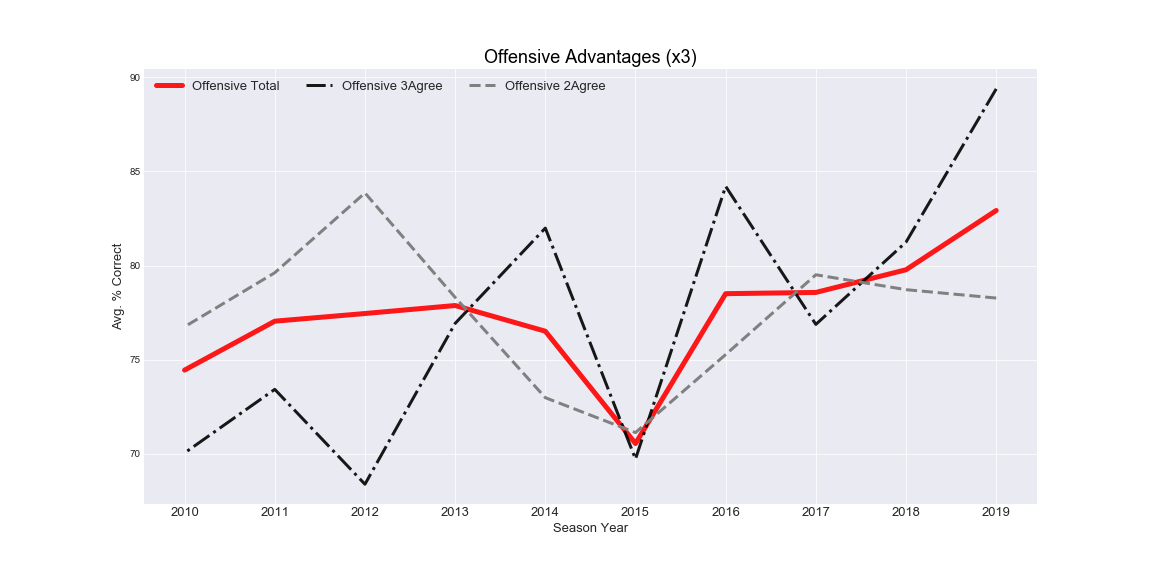 Offensive Advantages (x3)
Offensive Total Offensive 3Agree Offensive 2Agree
90
85
80
75
70
Avg. % Correct
2010 2011 2012 2013 2014 2015 2016 2017 2018 2019
Season Year